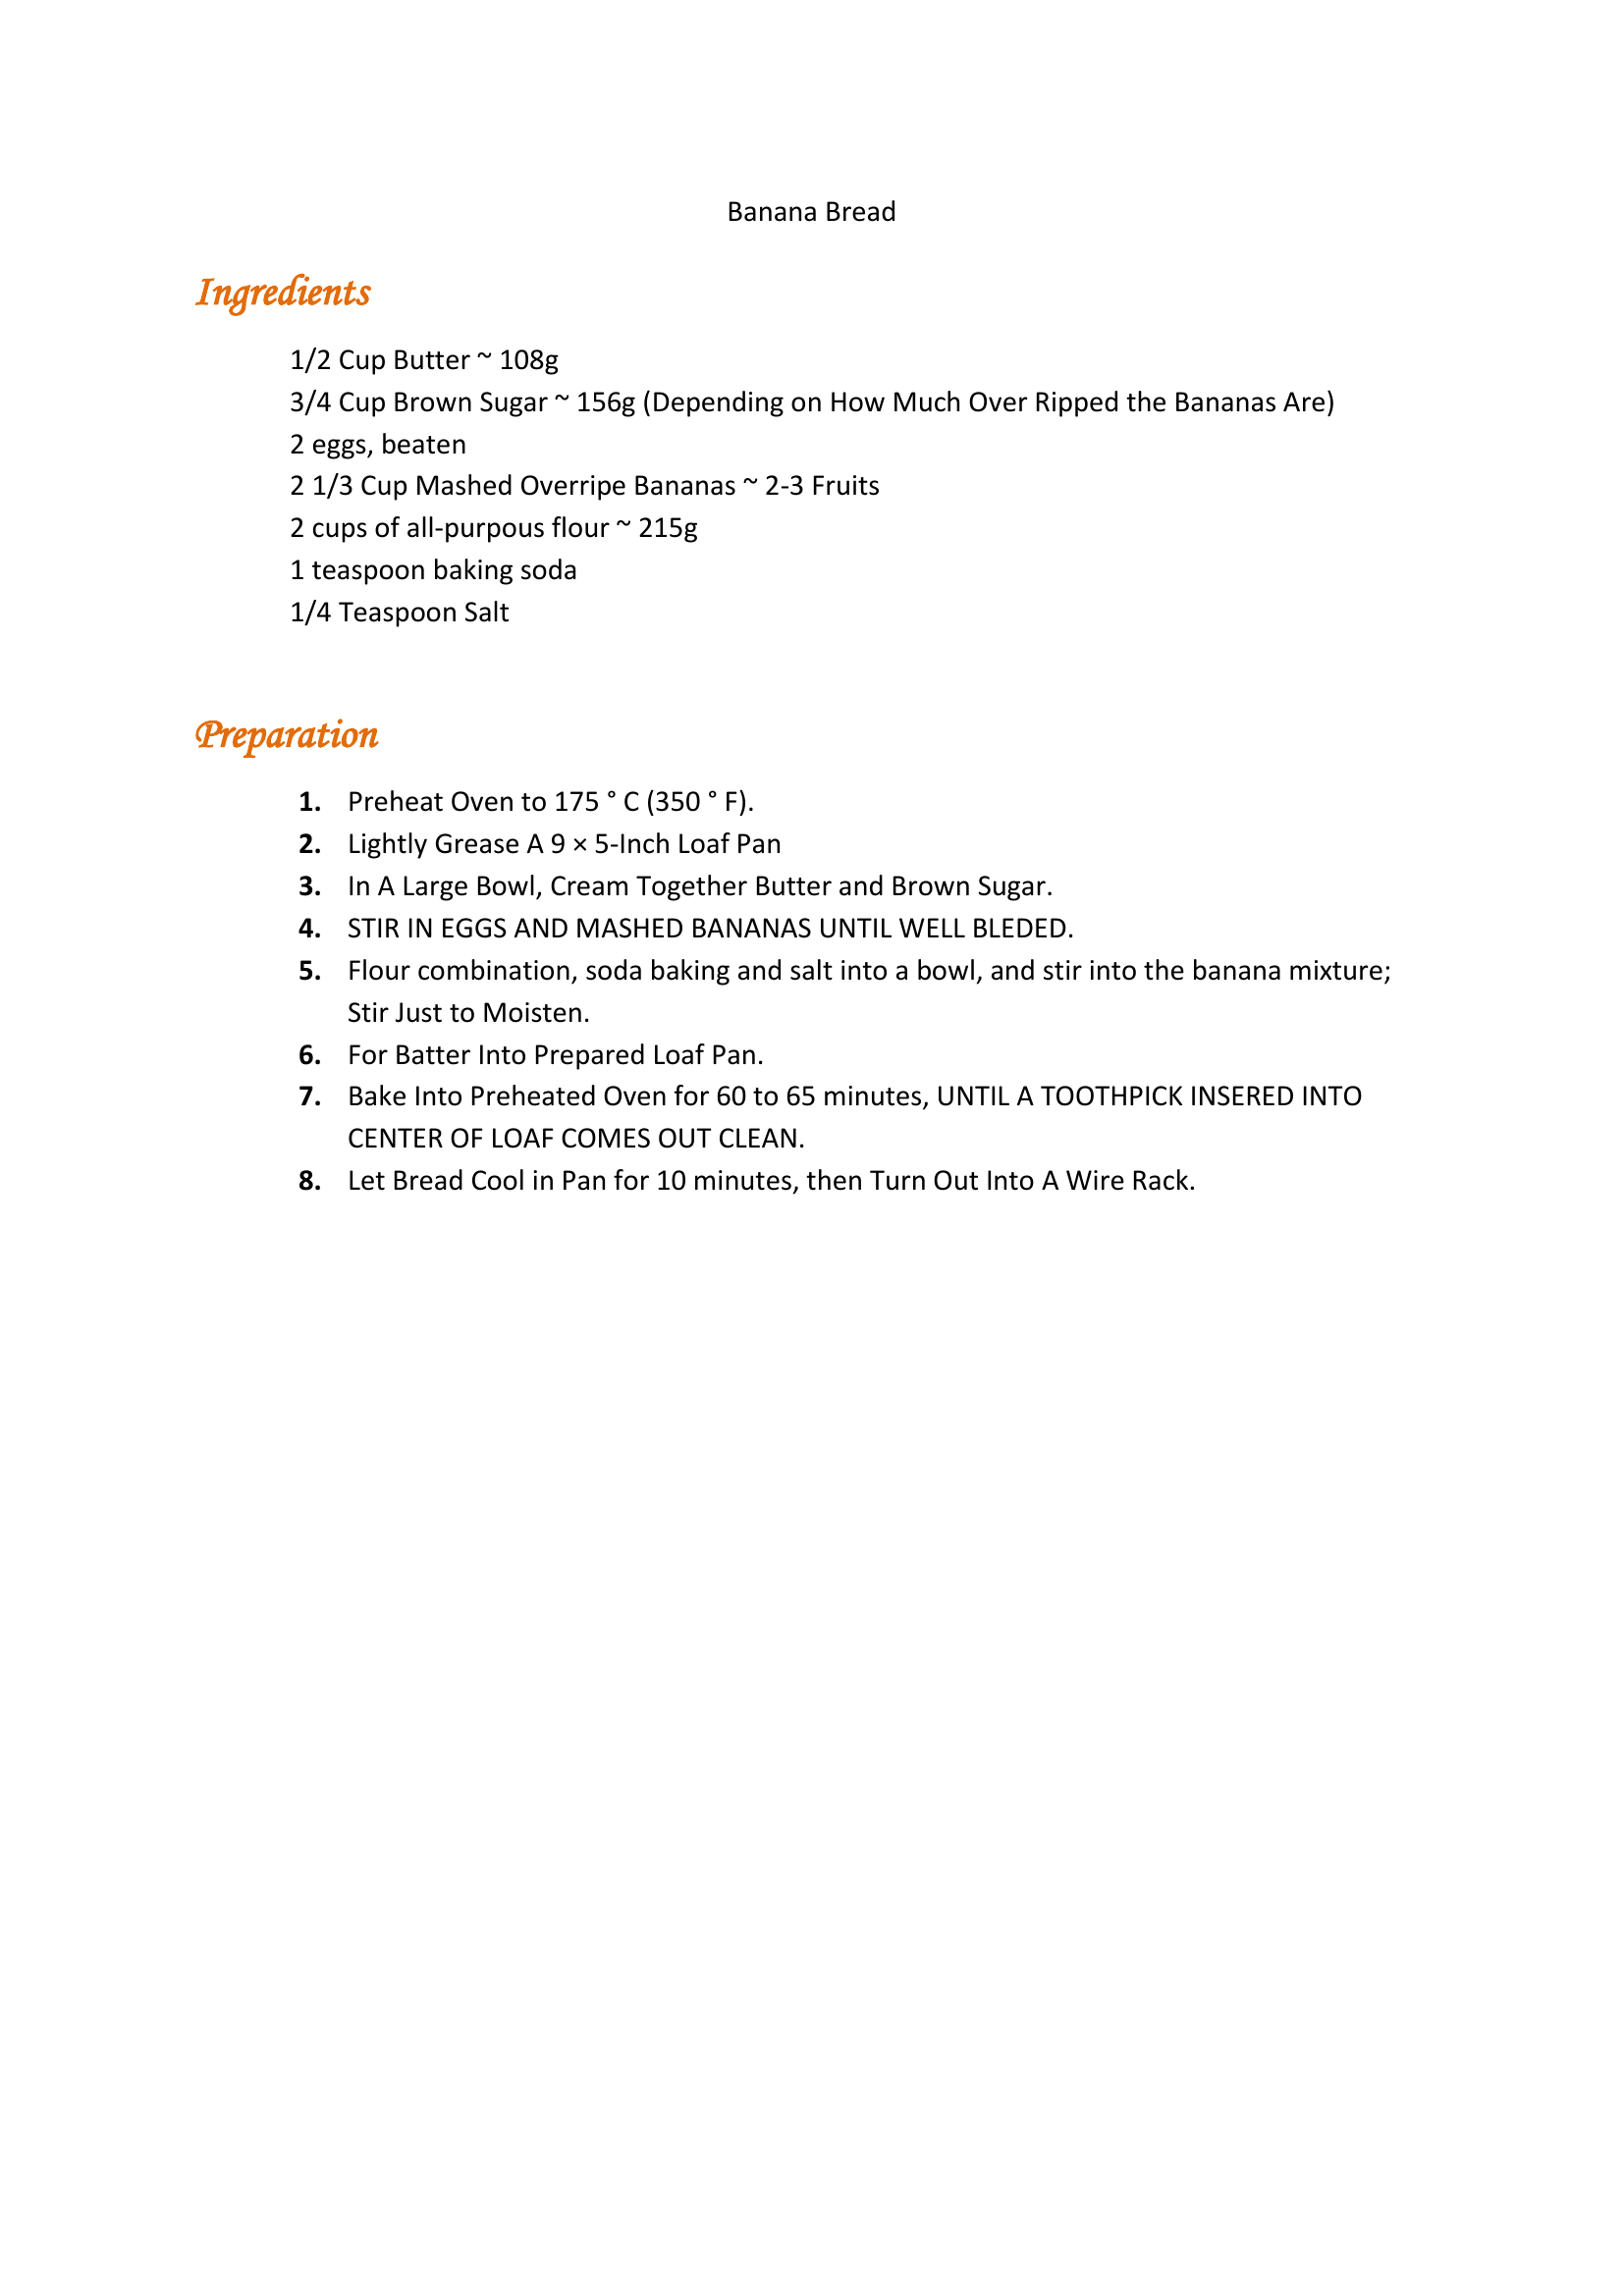 Banana Bread
Ingredients
1/2 Cup Butter ~ 108g
3/4 Cup Brown Sugar ~ 156g (Depending on How Much Over Ripped the Bananas Are)
2 eggs, beaten
2 1/3 Cup Mashed Overripe Bananas ~ 2-3 Fruits
2 cups of all-purpous flour ~ 215g
1 teaspoon baking soda
1/4 Teaspoon Salt
Preparation
1. Preheat Oven to 175 ° C (350 ° F).
2. Lightly Grease A 9 × 5-Inch Loaf Pan
3. In A Large Bowl, Cream Together Butter and Brown Sugar.
4. STIR IN EGGS AND MASHED BANANAS UNTIL WELL BLEDED.
5. Flour combination, soda baking and salt into a bowl, and stir into the banana mixture;
Stir Just to Moisten.
6. For Batter Into Prepared Loaf Pan.
7. Bake Into Preheated Oven for 60 to 65 minutes, UNTIL A TOOTHPICK INSERED INTO
CENTER OF LOAF COMES OUT CLEAN.
8. Let Bread Cool in Pan for 10 minutes, then Turn Out Into A Wire Rack.